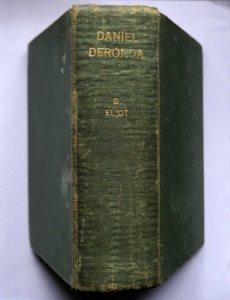 DANIEL
DERONDA
G.
ELIOT